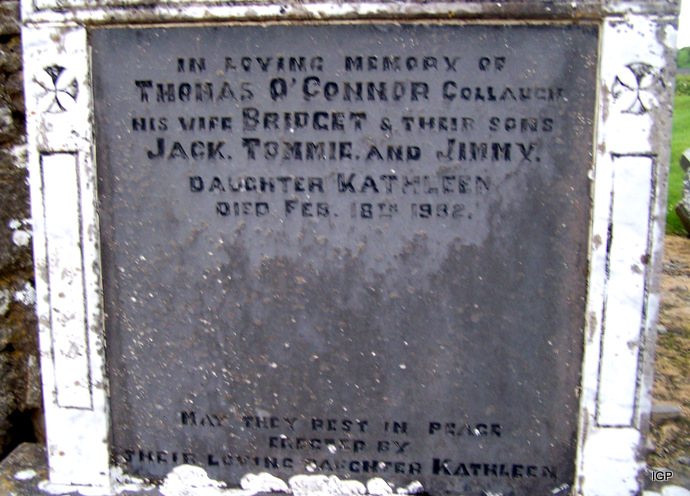 IN LOVING MEMORY OF
THOMAS O'CONNOR COLLAUGH
HIS WIFE BRIDGET & THEIR SONS
JACK. TOMMIE. AND JIMMY.
DAUGHTER KATHLEEN
DIED FEB. 18TH 1982.
MAY THEY REST IN PEACE
ERECTED BY
THEIR LOVING DAUGHTER KATHLEEN
IGP
IGP